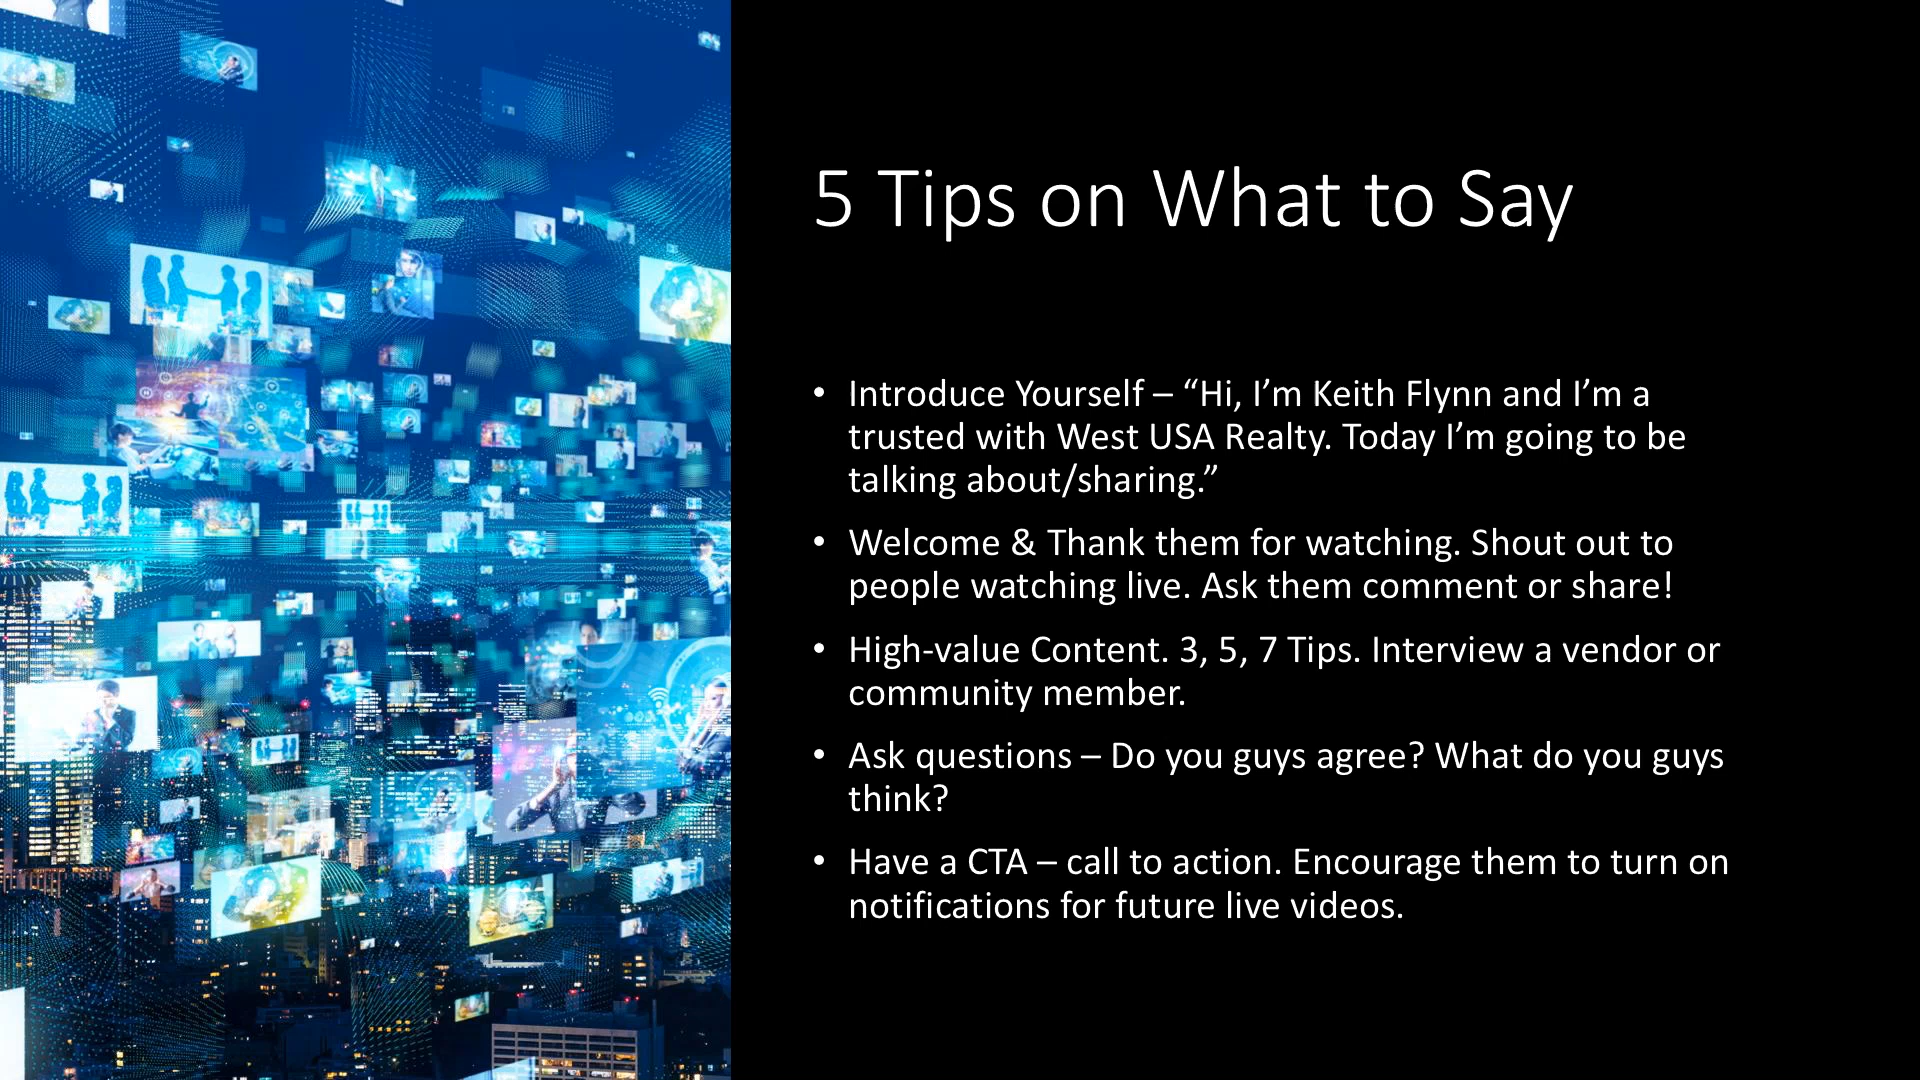 5 Tips on What to Say
• Introduce Yourself – “Hi, I’m Keith Flynn and I’m a
trusted with West USA Realty. Today I’m going to be
talking about/sharing.”
• Welcome & Thank them for watching. Shout out to
people watching live. Ask them comment or share!
• High-value Content. 3, 5, 7 Tips. Interview a vendor or
community member.
• Ask questions – Do you guys agree? What do you guys
think?
• Have a CTA – call to action. Encourage them to turn on
notifications for future live videos.